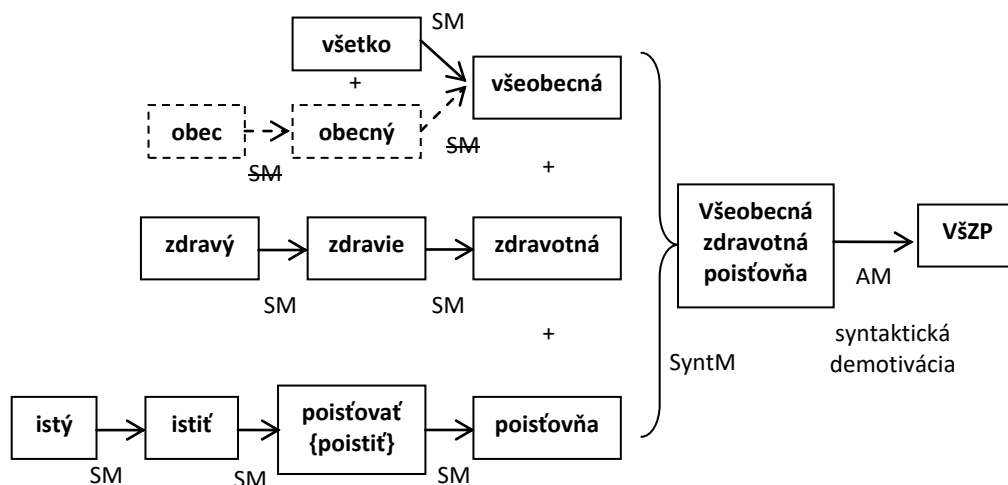 SM
všetko
+
všeobecná
obec
obecný
SM
SM
+
zdravý
zdravie
zdravotná
SM
SM
+
istý
istiť
poisťovať
{poistiť}
poisťovňa
SM
SM
SM
SyntM
Všeobecná
zdravotná
poisťovňa
AM
VšZP
syntaktická
demotivácia